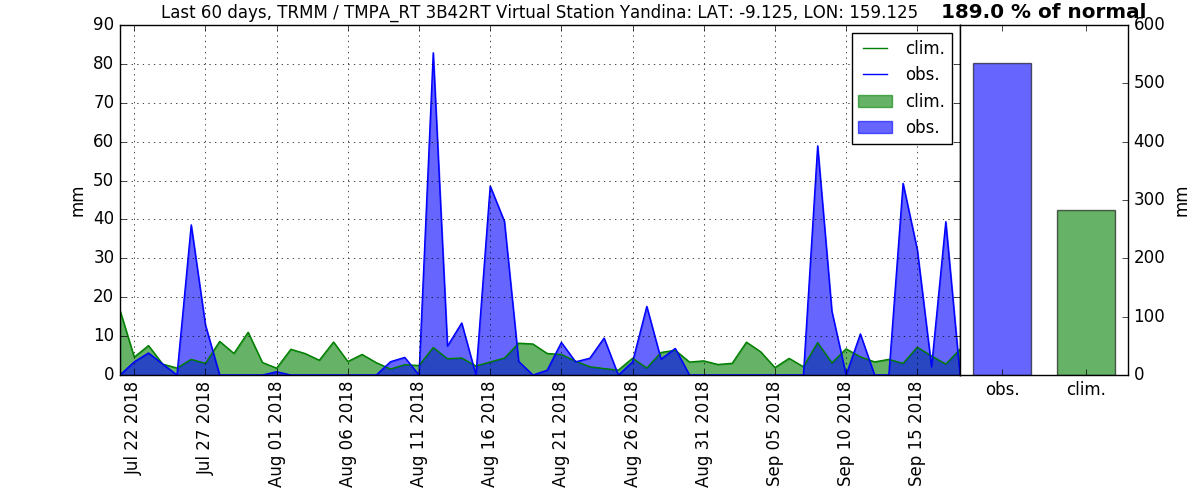 Last 60 days, TRMM / TMPA_RT 3B42RT Virtual Station Yandina: LAT: -9.125, LON: 159.125
189.0 % of normal
90
80
70
60
50
40
30
20
10
0
mm
clim.
obs.
clim.
obs.
600
500
400
300
200
100
0
mm
obs.
clim.
Jul 22 2018
Jul 27 2018
Aug 01 2018
Aug 06 2018
Aug 11 2018
Aug 16 2018
Aug 21 2018
Aug 26 2018
Aug 31 2018
Sep 05 2018
Sep 10 2018
Sep 15 2018